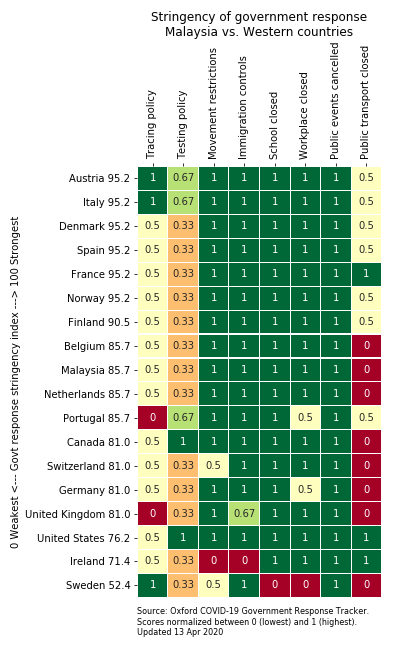 Stringency of government response
Malaysia vs. Western countries
Tracing policy
Testing policy
Movement restrictions
Immigration controls
School closed
Workplace closed
Public events cancelled
Public transport closed
0 Weakest <--- Govt response stringency index ---> 100 Strongest
Austria 95.2 1 0.67 1 1 1 1 1 0.5
Italy 95.2 1 0.67 1 1 1 1 1 0.5
Denmark 95.2 0.5 0.33 1 1 1 1 1 0.5
Spain 95.2 0.5 0.33 1 1 1 1 1 0.5
France 95.2 0.5 0.33 1 1 1 1 1 1
Norway 95.2 0.5 0.33 1 1 1 1 1 0.5
Finland 90.5 0.5 0.33 1 1 1 1 1 0.5
Belgium 85.7 0.5 0.33 1 1 1 1 1 0
Malaysia 85.7 0.5 0.33 1 1 1 1 1 0
Netherlands 85.7 0.5 0.33 1 1 1 1 1 0
Portugal 85.7 0 0.67 1 1 1 0.5 1 0.5
Canada 81.0 0.5 1 1 1 1 1 1 0
Switzerland 81.0 0.5 0.33 0.5 1 1 1 1 0
Germany 81.0 0.5 0.33 1 1 1 0.5 1 0
United Kingdom 81.0 0 0.33 1 0.67 1 1 1 0
United States 76.2 0.5 1 1 1 1 1 1 1
Ireland 71.4 0.5 0.33 0 0 1 1 1 1
Sweden 52.4 1 0.33 0.5 1 0 0 1 0
Source: Oxford COVID-19 Government Response Tracker.
Scores normalized between 0 (lowest) and 1 (highest).
Updated 13 Apr 2020